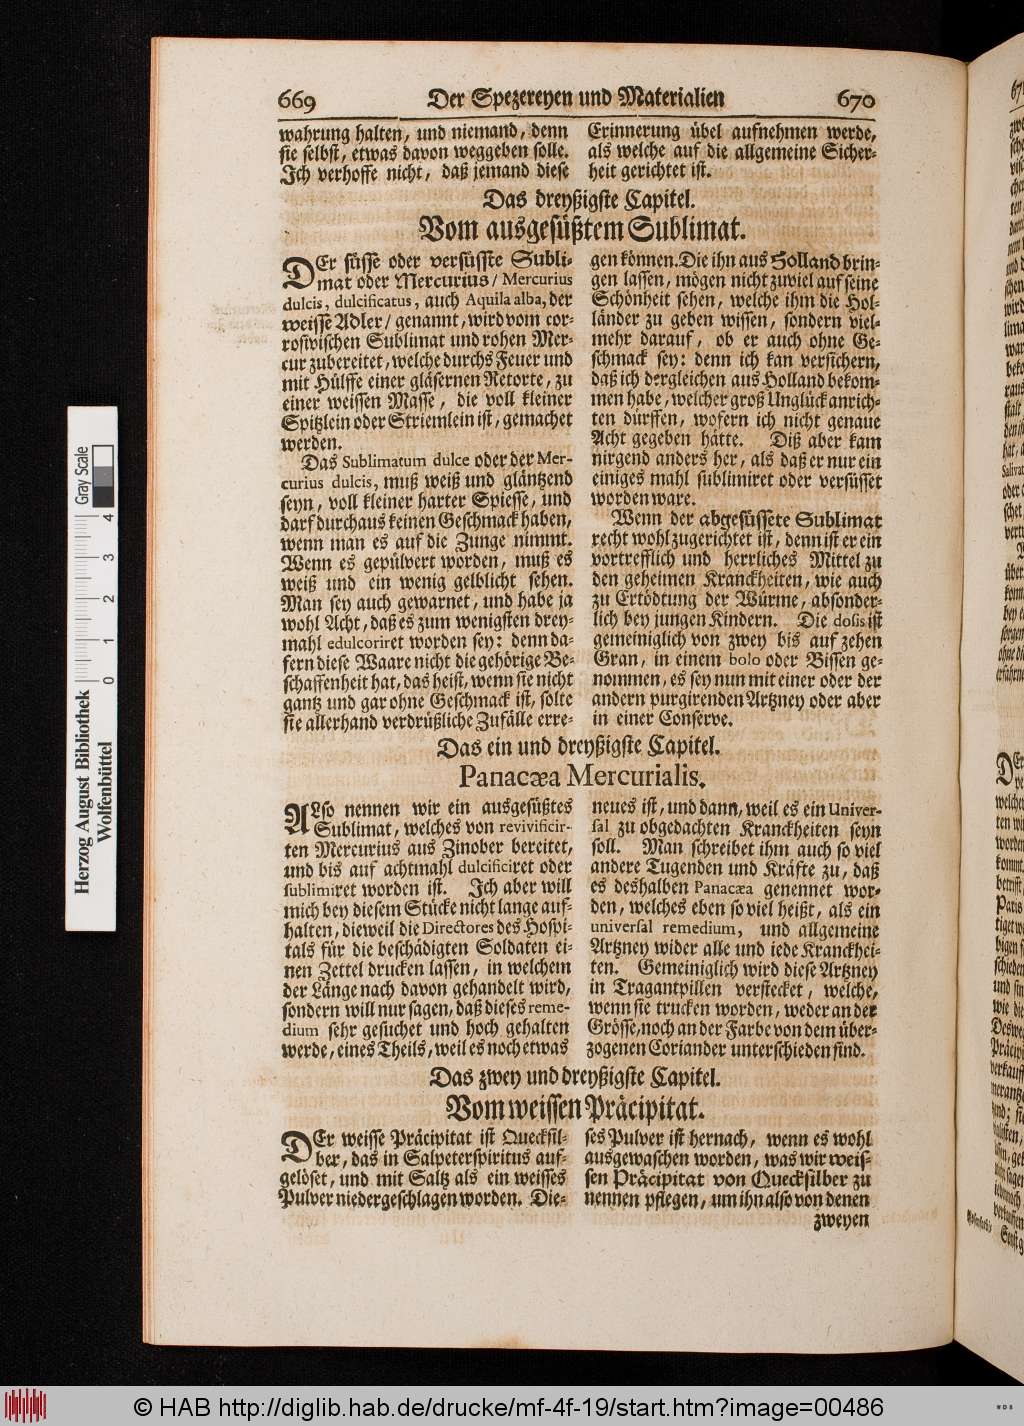 669 Der Spezereyen und Materialien 670
wahrung halten, und niemand, denn
sie selbst, etwas davon weggeben solle.
Ich verhoffe nicht, daß jemand diese
Erinnerung übel aufnehmen werde,
als welche auf die allgemeine Sicher-
heit gerichtet ist.
Das dreyßigste Capitel.
Vom ausgesüßtem Sublimat.
DEr süsse oder versüsste Subli-
mat oder Mercurius / Mercurius
dulcis, dulcificatus, auch Aquila alba, der
weisse Adler / genannt, wird vom cor-
rosivischen Sublimat und rohen Mer-
cur zubereitet, welche durchs Feuer und
mit Hülffe einer gläsernen Retorte, zu
einer weissen Masse, die voll kleiner
Spitzlein oder Striemlein ist, gemachet
werden.
Das Sublimatum dulce oder der Mer-
curius dulcis, muß weiß und gläntzend
seyn, voll kleiner harter Spiesse, und
darf durchaus keinen Geschmack haben,
wenn man es auf die Zunge nimmt.
Wenn es gepülvert worden, muß es
weiß und ein wenig gelblicht sehen.
Man sey auch gewarnet, und habe ja
wohl Acht, daß es zum wenigsten drey-
mahl edulcoriret worden sey: denn da-
fern diese Waare nicht die gehörige Be-
schaffenheit hat, das heist, wenn sie nicht
gantz und gar ohne Geschmack ist, solte
sie allerhand verdrüßliche Zufälle erre-
gen können. Die ihn aus Holland brin-
gen lassen, mögen nicht zuviel auf seine
Schönheit sehen, welche ihm die Hol-
länder zu geben wissen, sondern viel-
mehr darauf, ob er auch ohne Ge-
schmack sey: denn ich kan versichern,
daß ich dergleichen aus Holland bekom-
men habe, welcher groß Unglück anrich-
ten dürffen, wofern ich nicht genaue
Acht gegeben hätte. Diß aber kam
nirgend anders her, als daß er nur ein
einiges mahl sublimiret oder versüsset
worden ware.
Wenn der abgesüssete Sublimat
recht wohl zugerichtet ist, denn ist er ein
vortrefflich und herrliches Mittel zu
den geheimen Kranckheiten, wie auch
zu Ertödtung der Würme, absonder-
lich bey jungen Kindern. Die dosis ist
gemeiniglich von zwey bis auf zehen
Gran, in einem bolo oder Bissen ge-
nommen, es sey nun mit einer oder der
andern purgirenden Artzney oder aber
in einer Conserve.
Das ein und dreyßigste Capitel.
Panacæa Mercurialis.
ALso nennen wir ein ausgesüßtes
Sublimat, welches von revivificir-
ten Mercurius aus Zinober bereitet,
und bis auf achtmahl dulcificiret oder
sublimiret worden ist. Ich aber will
mich bey diesem Stücke nicht lange auf-
halten, dieweil die Directores des Hospi-
tals für die beschädigten Soldaten ei-
nen Zettel drucken lassen, in welchem
der Länge nach davon gehandelt wird,
sondern will nur sagen, daß dieses reme-
dium sehr gesuchet und hoch gehalten
werde, eines Theils, weil es noch etwas
neues ist, und dann, weil es ein Univer-
sal zu obgedachten Kranckheiten seyn
soll. Man schreibet ihm auch so viel
andere Tugenden und Kräfte zu, daß
es deshalben Panacæa genennet wor-
den, welches eben so viel heißt, als ein
universal remedium, und allgemeine
Artzney wider alle und iede Kranckhei-
ten. Gemeiniglich wird diese Artzney
in Tragantpillen verstecket, welche,
wenn sie trucken worden, weder an der
Grösse, noch an der Farbe von dem über-
zogenen Coriander unterschieden sind.
Das zwey und dreyßigste Capitel.
Vom weissen Präcipitat.
DEr weisse Präcipitat ist Quecksil-
ber, das in Salpeterspiritus auf-
gelöset, und mit Saltz als ein weisses
Pulver niedergeschlagen worden. Die-
ses Pulver ist hernach, wenn es wohl
ausgewaschen worden, was wir weis-
sen Präcipitat von Quecksilber zu
nennen pflegen, um ihn also von denen
zweyen
Herzog August Bibliothek
Wolfenbüttel
0 1 2 3 4
Gray Scale
© HAB http://diglib.hab.de/drucke/mf-4f-19/start.htm?image=00486